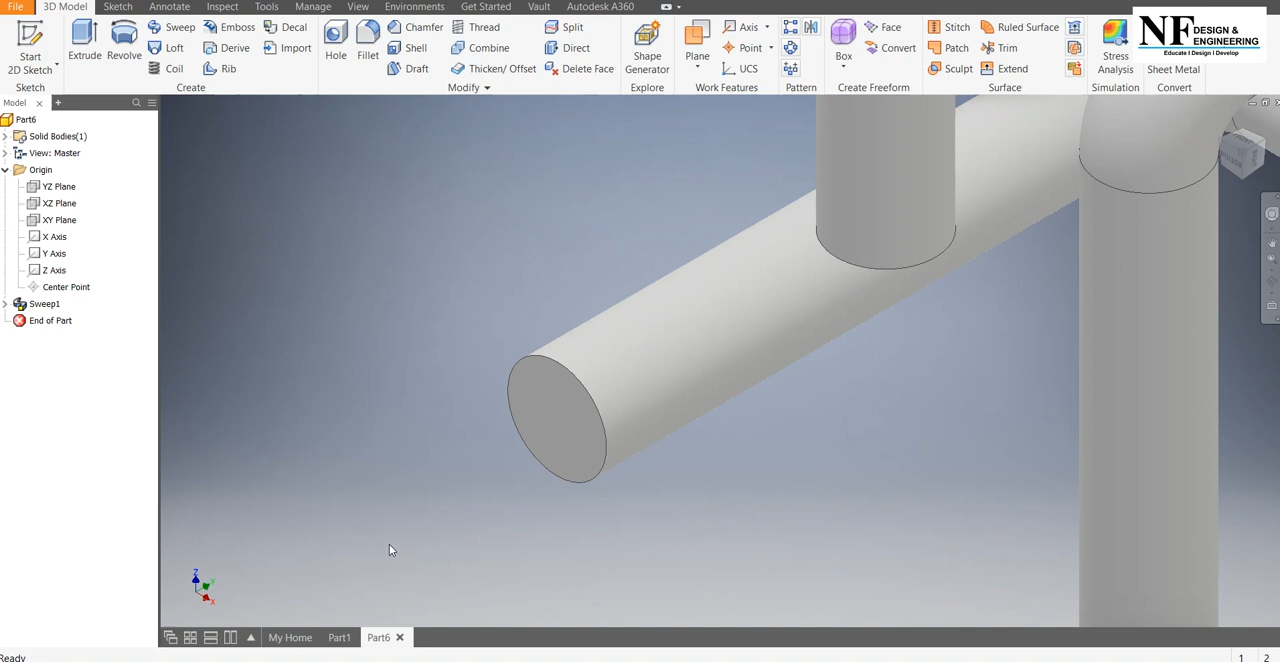 File 3D Model Sketch Annotate Inspect Tools Manage View Environments Get Started Vault Autodesk A360
Start
2D Sketch
Sketch
Extrude
Revolve
Sweep
Emboss
Decal
Loft
Derive
Import
Coil
Rib
Create
Hole
Fillet
Chamfer
Thread
Split
Shell
Combine
Direct
Draft
Thicken/ Offset
Delete Face
Modify
Shape
Generator
Explore
Plane
Axis
Point
UCS
Work Features
Pattern
Box
Face
Convert
Create Freeform
Stitch
Ruled Surface
Patch
Trim
Sculpt
Extend
Surface
Stress
Analysis
Simulation
NF DESIGN &
ENGINEERING
Educate I Design I Develop
Sheet Metal
Convert
Model
Part6
Solid Bodies(1)
View: Master
Origin
YZ Plane
XZ Plane
XY Plane
X Axis
Y Axis
Z Axis
Center Point
Sweep1
End of Part
Z
Y
X
My Home Part1 Part6
Ready
1 2